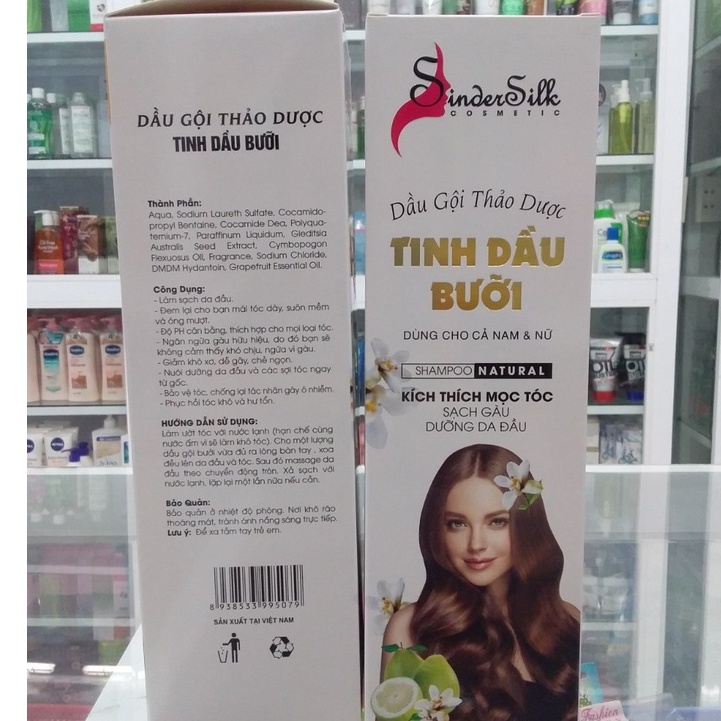 DẦU GỘI THẢO DƯỢC
TINH DẦU BƯỞI
Thành Phần:
Aqua, Sodium Laureth Sulfate, Cocamido-
propyl Bentaine, Cocamide Dea, Polyqua-
ternium-7, Paraffinum Liquidum, Gleditsia
Australis Seed Extract, Cymbopogon
Flexuosus Oil, Fragrance, Sodium Chloride,
DMDM Hydantoin, Grapefruit Essential Oil.
Công Dụng:
- Làm sạch da đầu.
- Đem lại cho bạn mái tóc dày, suôn mềm
và óng mượt.
- Độ PH cân bằng, thích hợp cho mọi loại tóc.
- Ngăn ngừa gàu hữu hiệu, do đó bạn sẽ
không cảm thấy khó chịu, ngứa vì gàu.
- Giảm khô xơ, dễ gãy, chẻ ngọn.
- Nuôi dưỡng da đầu và các sợi tóc ngay
từ gốc.
- Bảo vệ tóc, chống lại tác nhân gây ô nhiễm.
- Phục hồi tóc khô và hư tổn.
HƯỚNG DẪN SỬ DỤNG:
Làm ướt tóc với nước lạnh (hạn chế cùng
nước ấm vì sẽ làm khô tóc). Cho một lượng
dầu gội bưởi vừa đủ ra lòng bàn tay , xoa
đều lên da đầu và tóc. Sau đó massage da
đầu theo chuyển động tròn. Xả sạch với
nước lạnh, lặp lại một lần nữa nếu cần.
Bảo Quản:
Bảo quản ở nhiệt độ phòng. Nơi khô ráo
thoáng mát, tránh ánh nắng sáng trực tiếp.
Lưu ý: Để xa tầm tay trẻ em.
8 938533 995079
SẢN XUẤT TẠI VIỆT NAM
SinderSilk
COSMETIC
Dầu Gội Thảo Dược
TINH DẦU
BƯỞI
DÙNG CHO CẢ NAM & NỮ
SHAMPOO NATURAL
KÍCH THÍCH MỌC TÓC
SẠCH GÀU
DƯỠNG DA ĐẦU
Fashion